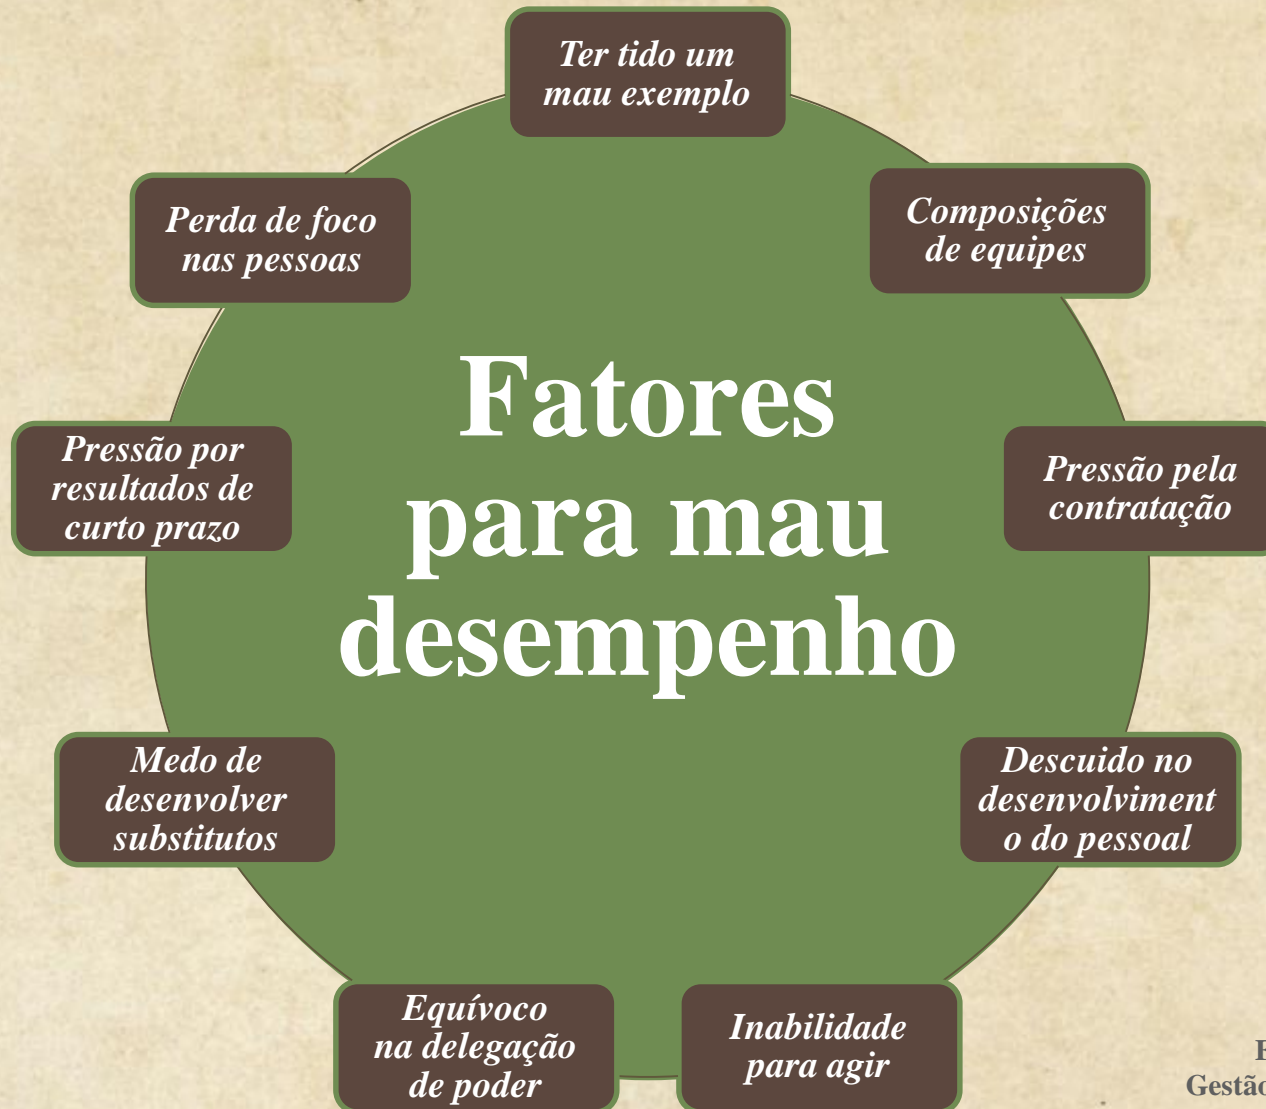 Ter tido um
mau exemplo
Composições
de equipes
Pressão pela
contratação
Descuido no
desenvolviment
o do pessoal
Inabilidade
para agir
Equívoco
na delegação
de poder
Medo de
desenvolver
substitutos
Pressão por
resultados de
curto prazo
Perda de foco
nas pessoas
Fatores
para mau
desempenho
Gestão